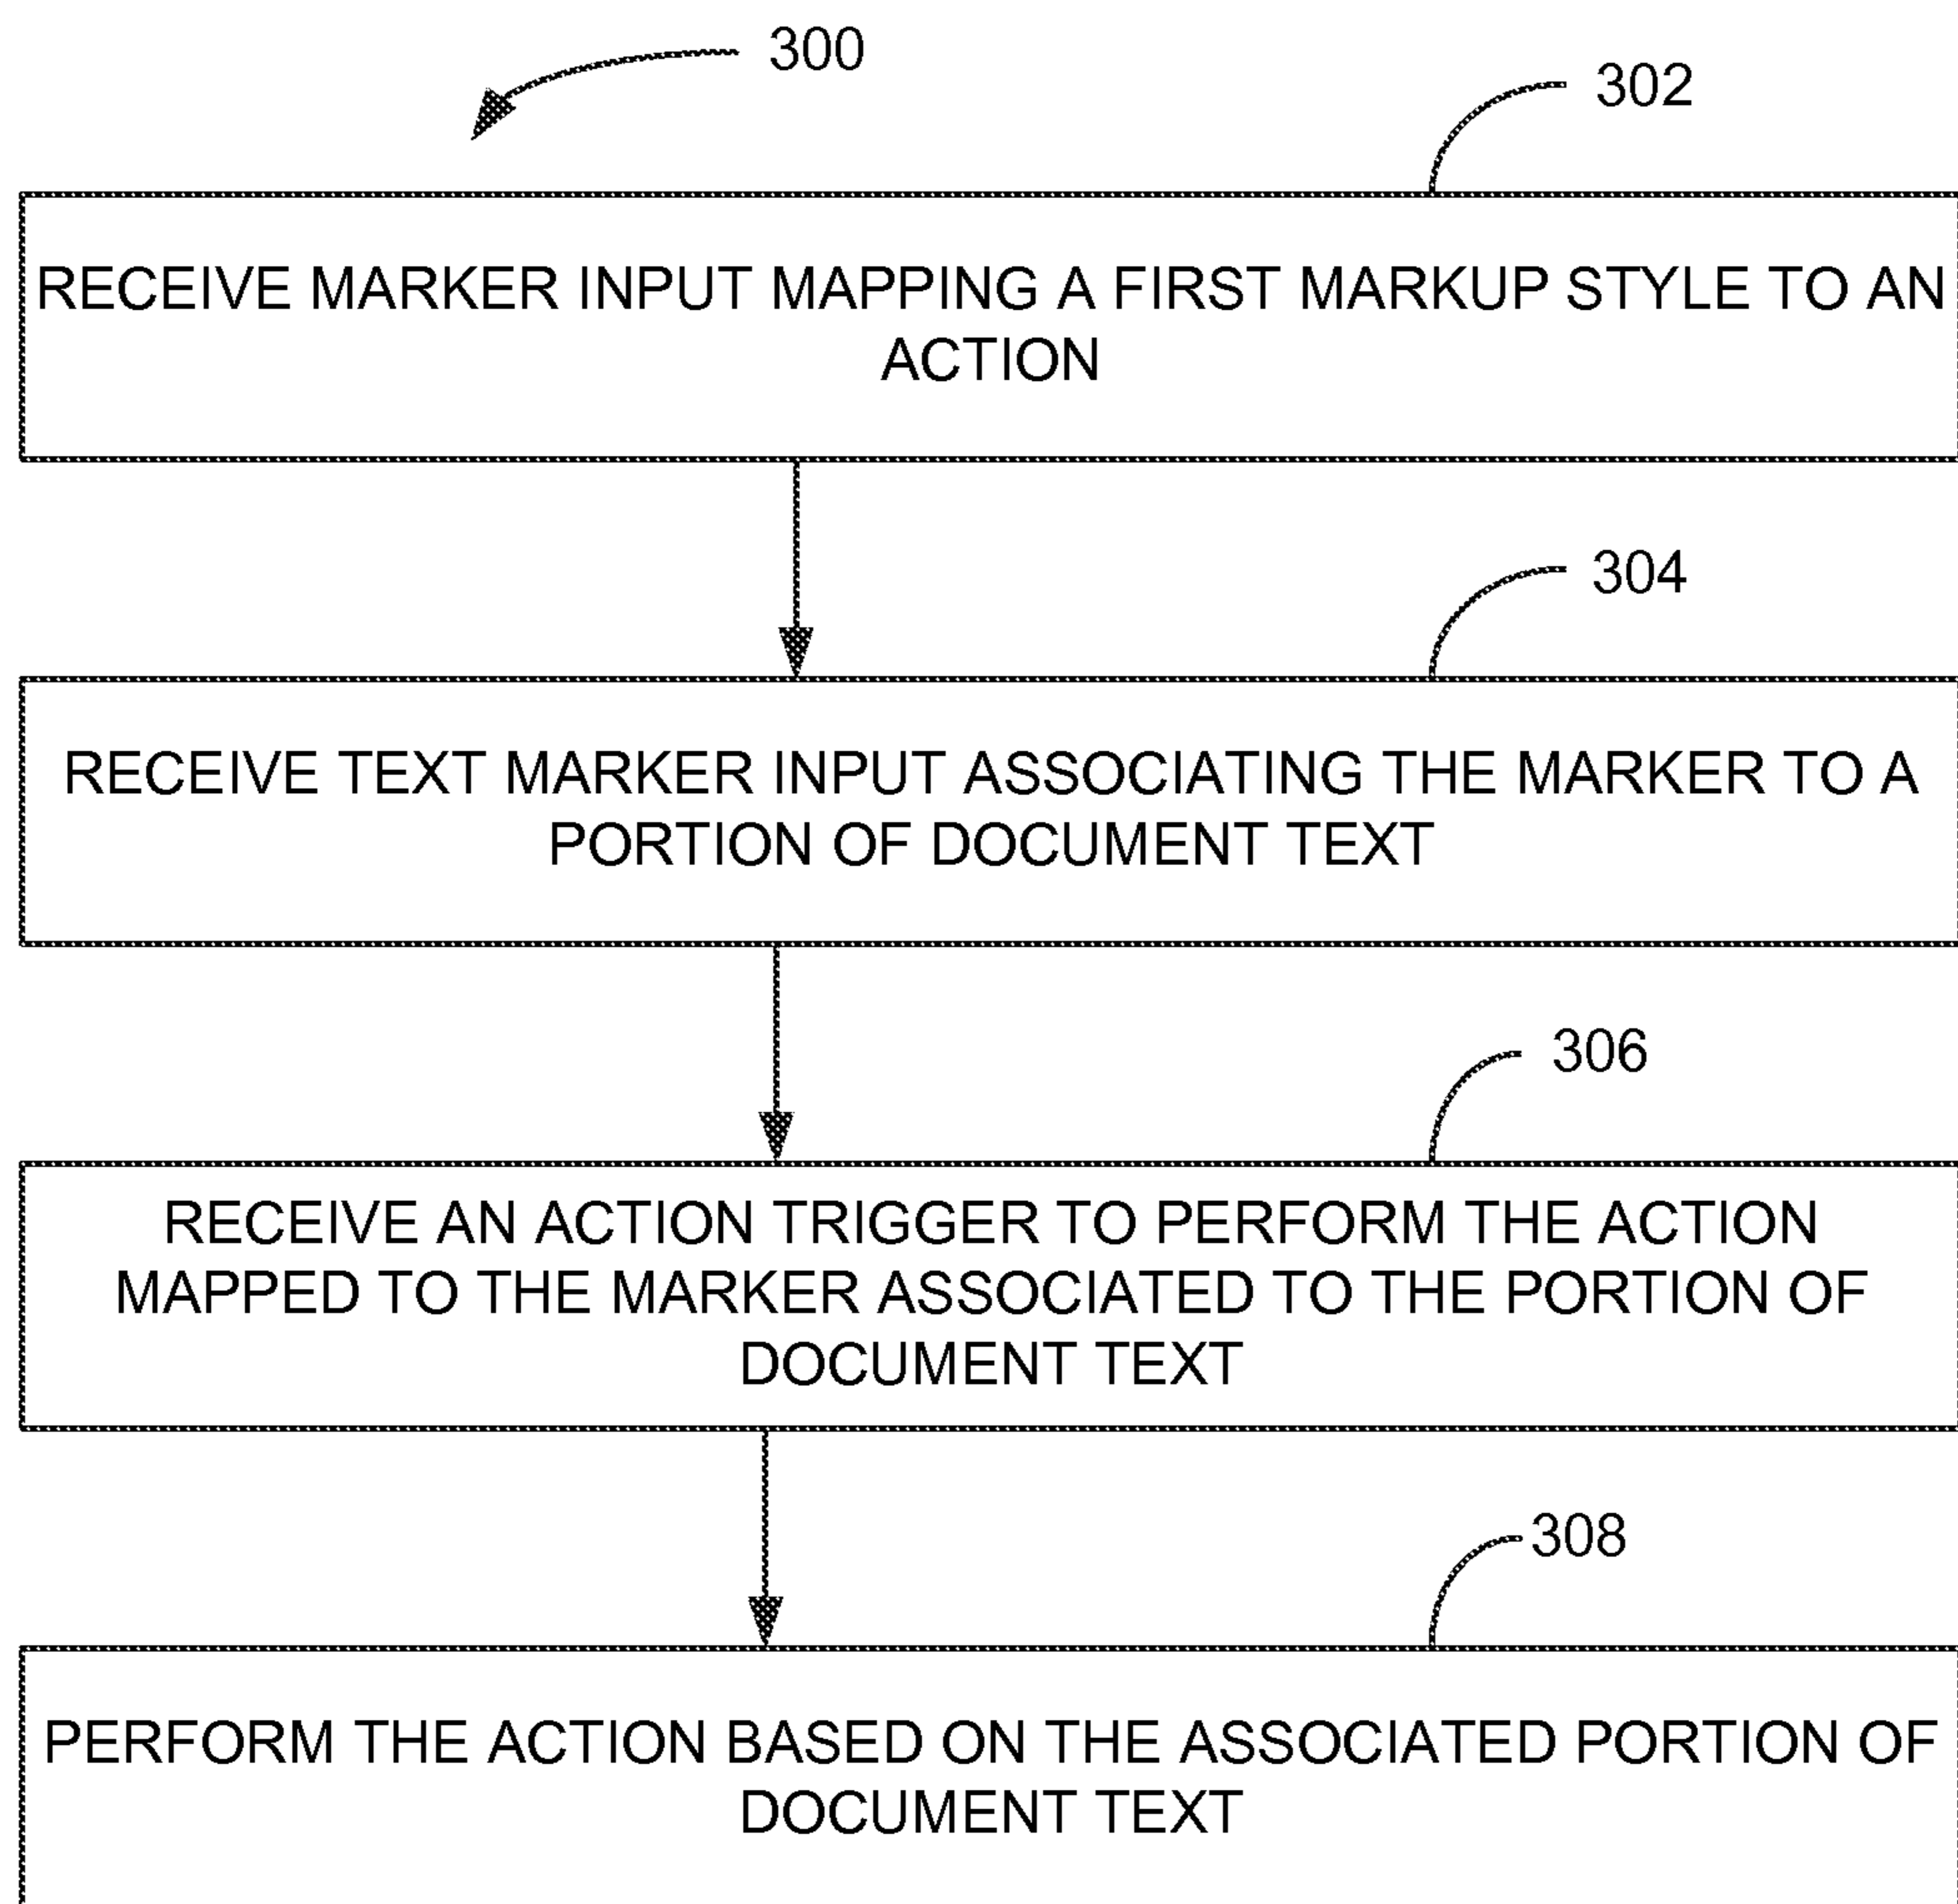 300
302
RECEIVE MARKER INPUT MAPPING A FIRST MARKUP STYLE TO AN
ACTION
304
RECEIVE TEXT MARKER INPUT ASSOCIATING THE MARKER TO A
PORTION OF DOCUMENT TEXT
306
RECEIVE AN ACTION TRIGGER TO PERFORM THE ACTION
MAPPED TO THE MARKER ASSOCIATED TO THE PORTION OF
DOCUMENT TEXT
308
PERFORM THE ACTION BASED ON THE ASSOCIATED PORTION OF
DOCUMENT TEXT